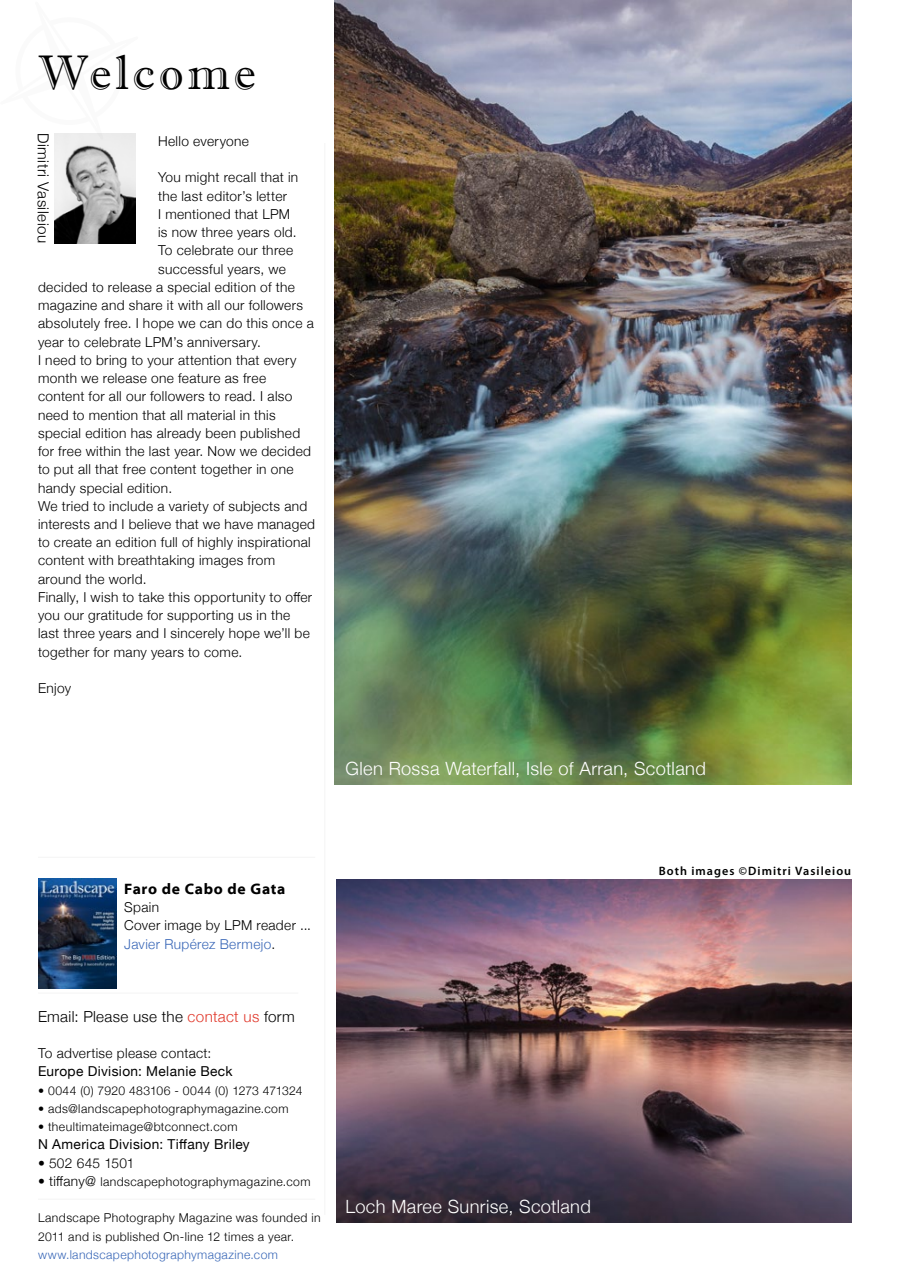 Welcome
Dimitri Vasileiou
Hello everyone
You might recall that in
the last editor's letter
I mentioned that LPM
is now three years old.
To celebrate our three
successful years, we
decided to release a special edition of the
magazine and share it with all our followers
absolutely free. I hope we can do this once a
year to celebrate LPM's anniversary.
I need to bring to your attention that every
month we release one feature as free
content for all our followers to read. I also
need to mention that all material in this
special edition has already been published
for free within the last year. Now we decided
to put all that free content together in one
handy special edition.
We tried to include a variety of subjects and
interests and I believe that we have managed
to create an edition full of highly inspirational
content with breathtaking images from
around the world.
Finally, I wish to take this opportunity to offer
you our gratitude for supporting us in the
last three years and I sincerely hope we'll be
together for many years to come.
Enjoy
Glen Rossa Waterfall, Isle of Arran, Scotland
Both images ©Dimitri Vasileiou
Landscape
Photography Magazine
The Big FREE Edition
Celebrating 3 successful years
Faro de Cabo de Gata
Spain
Cover image by LPM reader ...
Javier Rupérez Bermejo.
Email: Please use the contact us form
To advertise please contact:
Europe Division: Melanie Beck
• 0044 (0) 7920 483106 - 0044 (0) 1273 471324
• ads@landscapephotographymagazine.com
• theultimateimage@btconnect.com
N America Division: Tiffany Briley
• 502 645 1501
• tiffany@ landscapephotographymagazine.com
Landscape Photography Magazine was founded in
2011 and is published On-line 12 times a year.
www.landscapephotographymagazine.com
Loch Maree Sunrise, Scotland